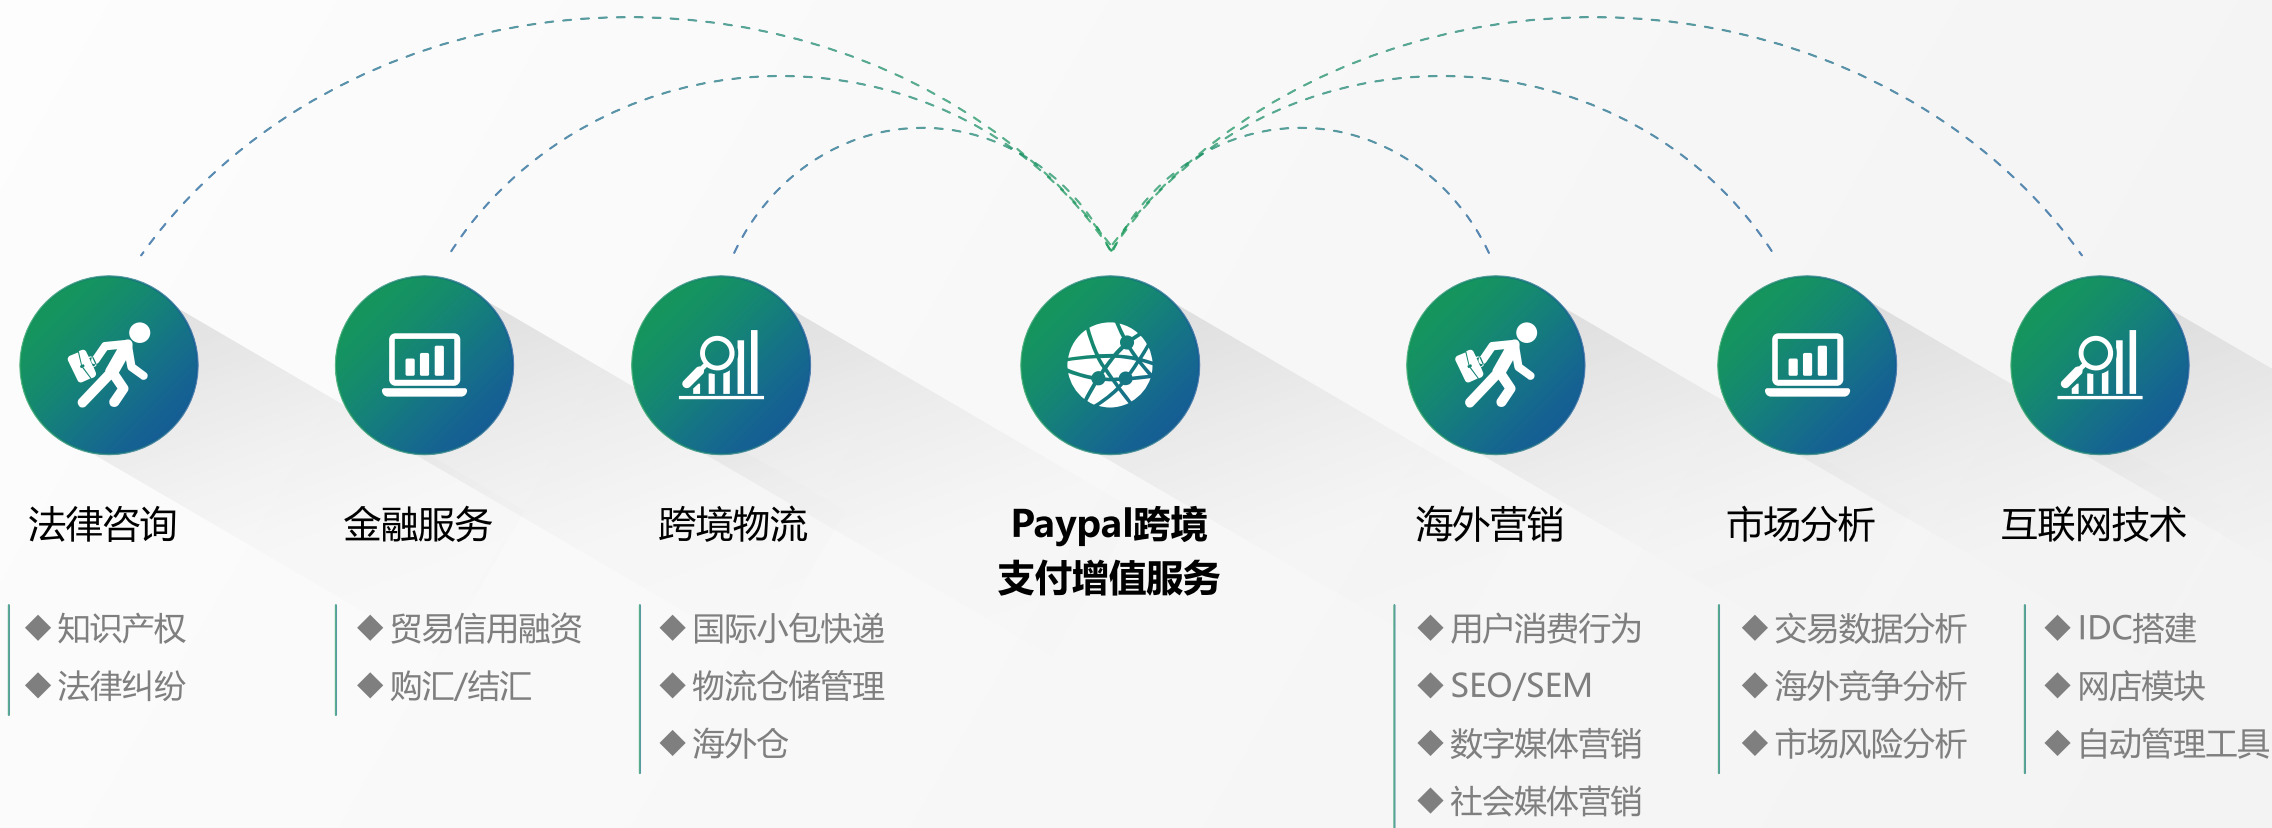 法律咨询
◆ 知识产权
◆ 法律纠纷
金融服务
◆ 贸易信用融资
◆ 购汇/结汇
跨境物流
◆ 国际小包快递
◆ 物流仓储管理
◆ 海外仓
Paypal跨境
支付增值服务
海外营销
◆ 用户消费行为
◆ SEO/SEM
◆ 数字媒体营销
◆ 社会媒体营销
市场分析
◆ 交易数据分析
◆ 海外竞争分析
◆ 市场风险分析
互联网技术
◆ IDC搭建
◆ 网店模块
◆ 自动管理工具